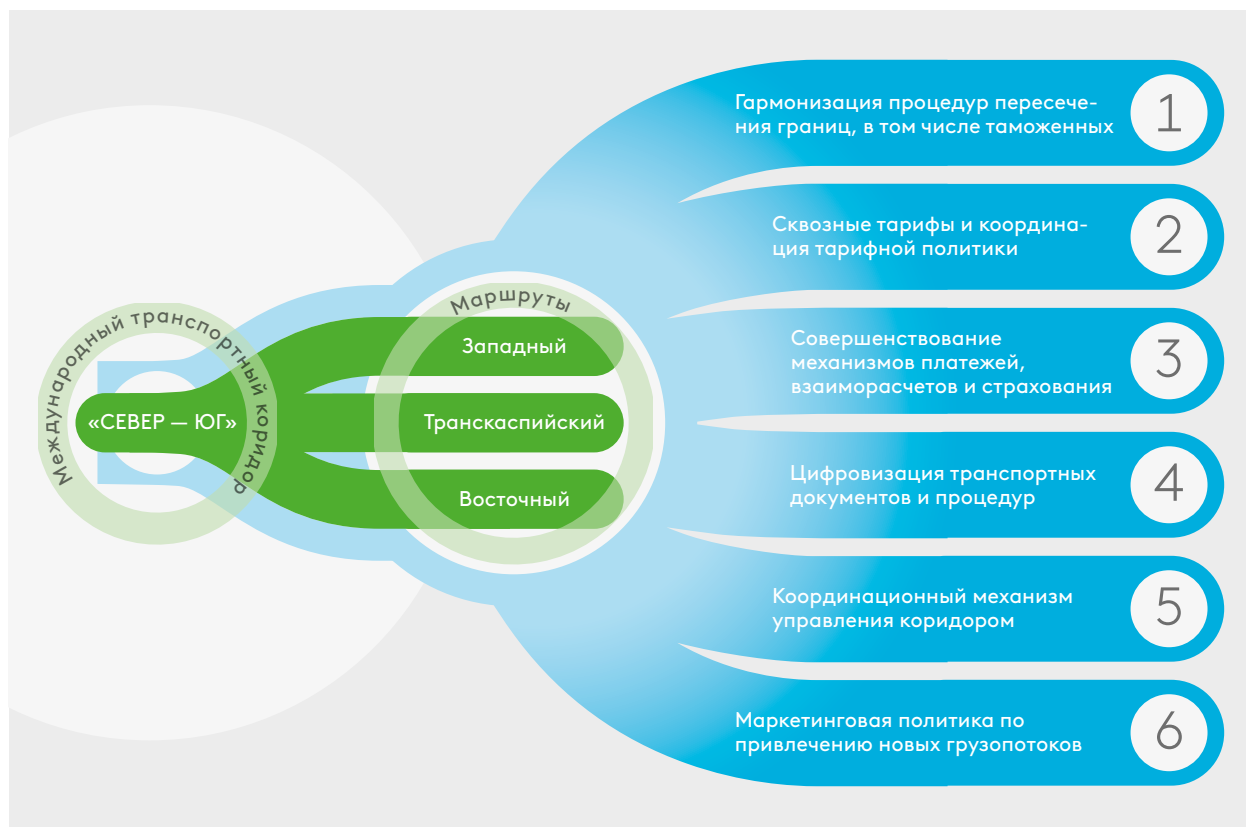 Международный транспортный коридор
«СЕВЕР — ЮГ»
Маршруты
Западный
Транскаспийский
Восточный
Гармонизация процедур пересече-
ния границ, в том числе таможенных
1
Сквозные тарифы и координа-
ция тарифной политики
2
Совершенствование
механизмов платежей,
взаиморасчетов и страхования
3
Цифровизация транспортных
документов и процедур
4
Координационный механизм
управления коридором
5
Маркетинговая политика по
привлечению новых грузопотоков
6